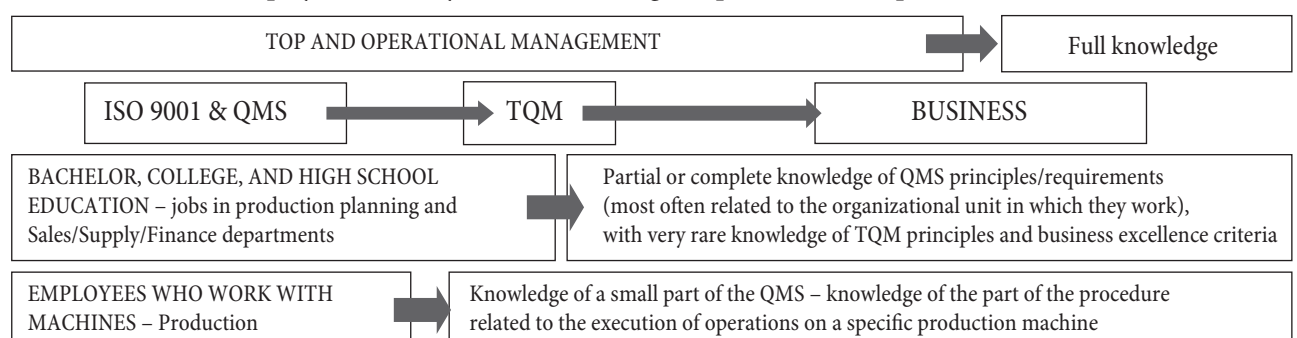 TOP AND OPERATIONAL MANAGEMENT
Full knowledge
ISO 9001 & QMS
TQM
BUSINESS
BACHELOR, COLLEGE, AND HIGH SCHOOL
EDUCATION – jobs in production planning and
Sales/Supply/Finance departments
Partial or complete knowledge of QMS principles/requirements
(most often related to the organizational unit in which they work),
with very rare knowledge of TQM principles and business excellence criteria
EMPLOYEES WHO WORK WITH
MACHINES – Production
Knowledge of a small part of the QMS – knowledge of the part of the procedure
related to the execution of operations on a specific production machine